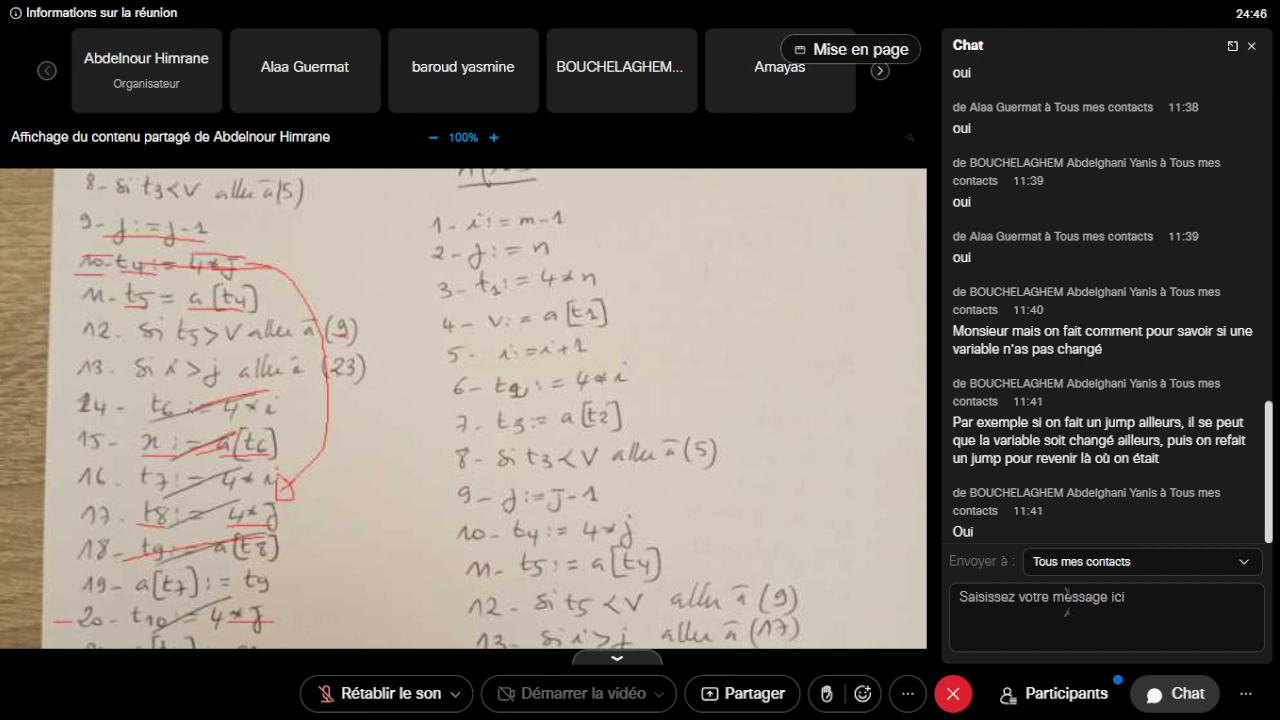 Informations sur la réunion
24:46
Abdelnour Himrane
Organisateur
Alaa Guermat
baroud yasmine
BOUCHELAGHEM...
Amayas
Mise en page
Affichage du contenu partagé de Abdelnour Himrane
− 100% +
8- Si t3<V aller à (5)
9- j:=j-1
10- t4:= 4*j
11- t5= a[t4]
12. Si t5>V aller à (9)
13. Si i>j aller à (23)
14- t6:= 4*i
15- x:= a[t6]
16. t7:= 4*i
17. t8:= 4*j
18- t9:= a[t8]
19- a[t7]:= t9
20- t10:= 4*j
1- i:= m-1
2- j:= n
3- t1:= 4*n
4- V:= a[t1]
5- i:=i+1
6- t2:= 4*i
7. t3:= a[t2]
8- Si t3<V aller à (5)
9- j:=j-1
10- t4:= 4*j
11- t5:= a[t4]
12- Si t5<V aller à (9)
13- Si i>j aller à (17)
Chat
oui
de Alaa Guermat à Tous mes contacts 11:38
oui
de BOUCHELAGHEM Abdelghani Yanis à Tous mes
contacts 11:39
oui
de Alaa Guermat à Tous mes contacts 11:39
oui
de BOUCHELAGHEM Abdelghani Yanis à Tous mes
contacts 11:40
Monsieur mais on fait comment pour savoir si une
variable n'as pas changé
de BOUCHELAGHEM Abdelghani Yanis à Tous mes
contacts 11:41
Par exemple si on fait un jump ailleurs, il se peut
que la variable soit changé ailleurs, puis on refait
un jump pour revenir là où on était
de BOUCHELAGHEM Abdelghani Yanis à Tous mes
contacts 11:41
Oui
Envoyer à : Tous mes contacts
Saisissez votre message ici
Rétablir le son
Démarrer la vidéo
Partager
Participants
Chat